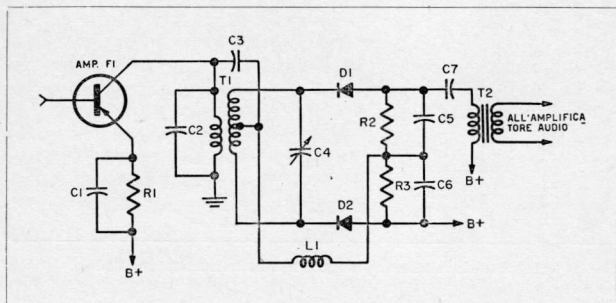 AMP. FI
C3
T1
C2
C1
R1
B+
C4
D1
D2
L1
R2
R3
C5
C6
C7
T2
ALL'AMPLIFICA
TORE AUDIO
B+
B+